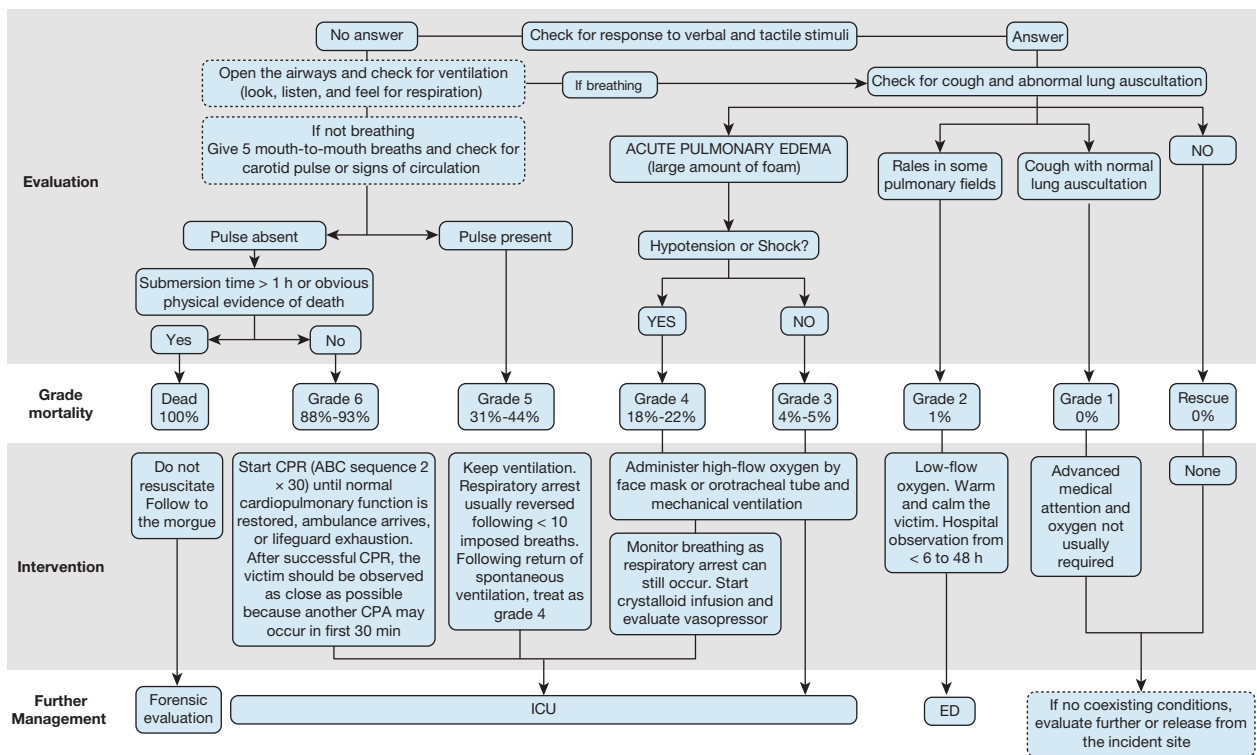 No answer
Check for response to verbal and tactile stimuli
Answer
Open the airways and check for ventilation
(look, listen, and feel for respiration)
If breathing
Check for cough and abnormal lung auscultation
If not breathing
Give 5 mouth-to-mouth breaths and check for
carotid pulse or signs of circulation
ACUTE PULMONARY EDEMA
(large amount of foam)
Rales in some
pulmonary fields
Cough with normal
lung auscultation
NO
Evaluation
Pulse absent
Pulse present
Hypotension or Shock?
Submersion time > 1 h or obvious
physical evidence of death
YES
NO
Yes
No
Grade
mortality
Dead
100%
Grade 6
88%-93%
Grade 5
31%-44%
Grade 4
18%-22%
Grade 3
4%-5%
Grade 2
1%
Grade 1
0%
Rescue
0%
Intervention
Do not
resuscitate
Follow to
the morgue
Start CPR (ABC sequence 2
× 30) until normal
cardiopulmonary function is
restored, ambulance arrives,
or lifeguard exhaustion.
After successful CPR, the
victim should be observed
as close as possible
because another CPA may
occur in first 30 min
Keep ventilation.
Respiratory arrest
usually reversed
following < 10
imposed breaths.
Following return of
spontaneous
ventilation, treat as
grade 4
Administer high-flow oxygen by
face mask or orotracheal tube and
mechanical ventilation
Monitor breathing as
respiratory arrest can
still occur. Start
crystalloid infusion and
evaluate vasopressor
Low-flow
oxygen. Warm
and calm the
victim. Hospital
observation from
< 6 to 48 h
Advanced
medical
attention and
oxygen not
usually
required
None
Further
Management
Forensic
evaluation
ICU
ED
If no coexisting conditions,
evaluate further or release from
the incident site